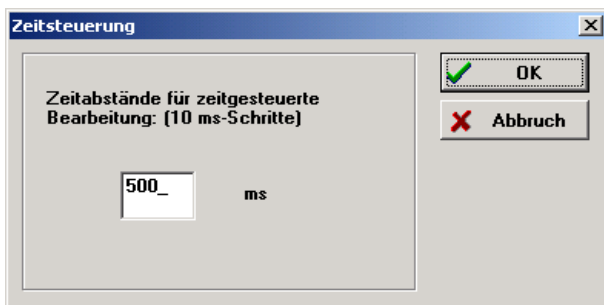 Zeitsteuerung
OK
Zeitabstände für zeitgesteuerte
Bearbeitung: (10 ms-Schritte)
Abbruch
500_ ms